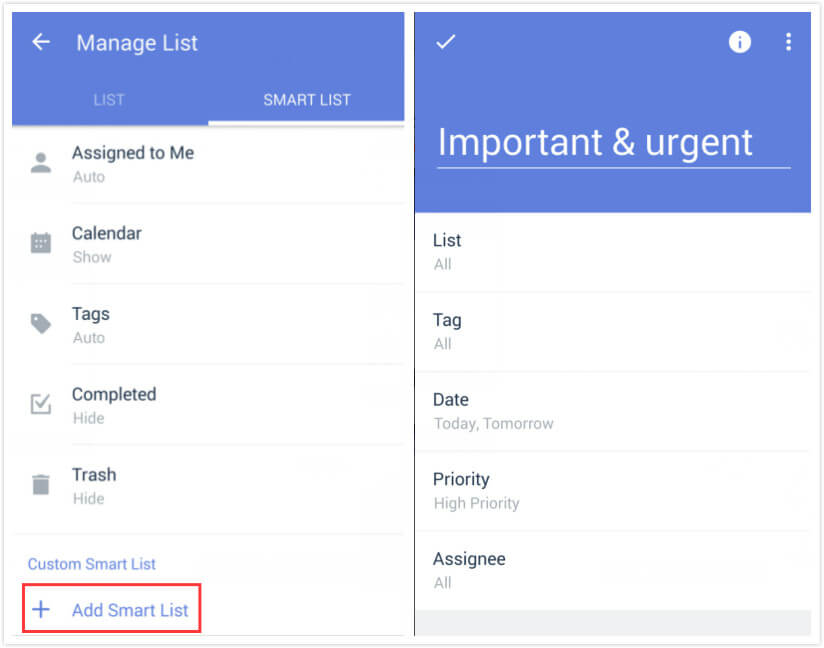 Manage List
LIST
SMART LIST
Assigned to Me
Auto
Calendar
Show
Tags
Auto
Completed
Hide
Trash
Hide
Custom Smart List
Add Smart List
Important & urgent
List
All
Tag
All
Date
Today, Tomorrow
Priority
High Priority
Assignee
All